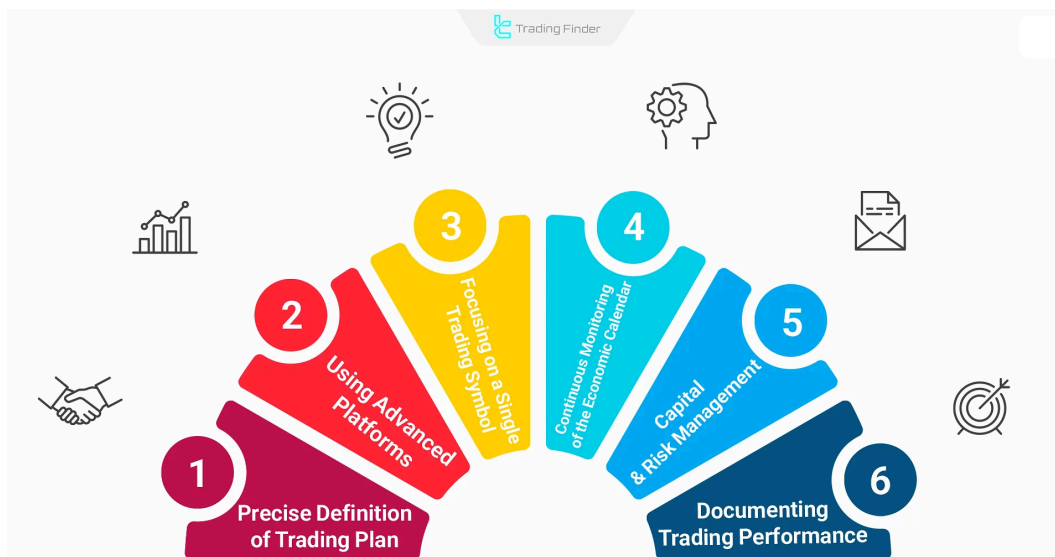 Trading Finder
1
Precise Definition
of Trading Plan
2
Using Advanced
Platforms
3
Focusing on a Single
Trading Symbol
4
Continuous Monitoring
of the Economic Calendar
5
Capital
& Risk Management
6
Documenting
Trading Performance